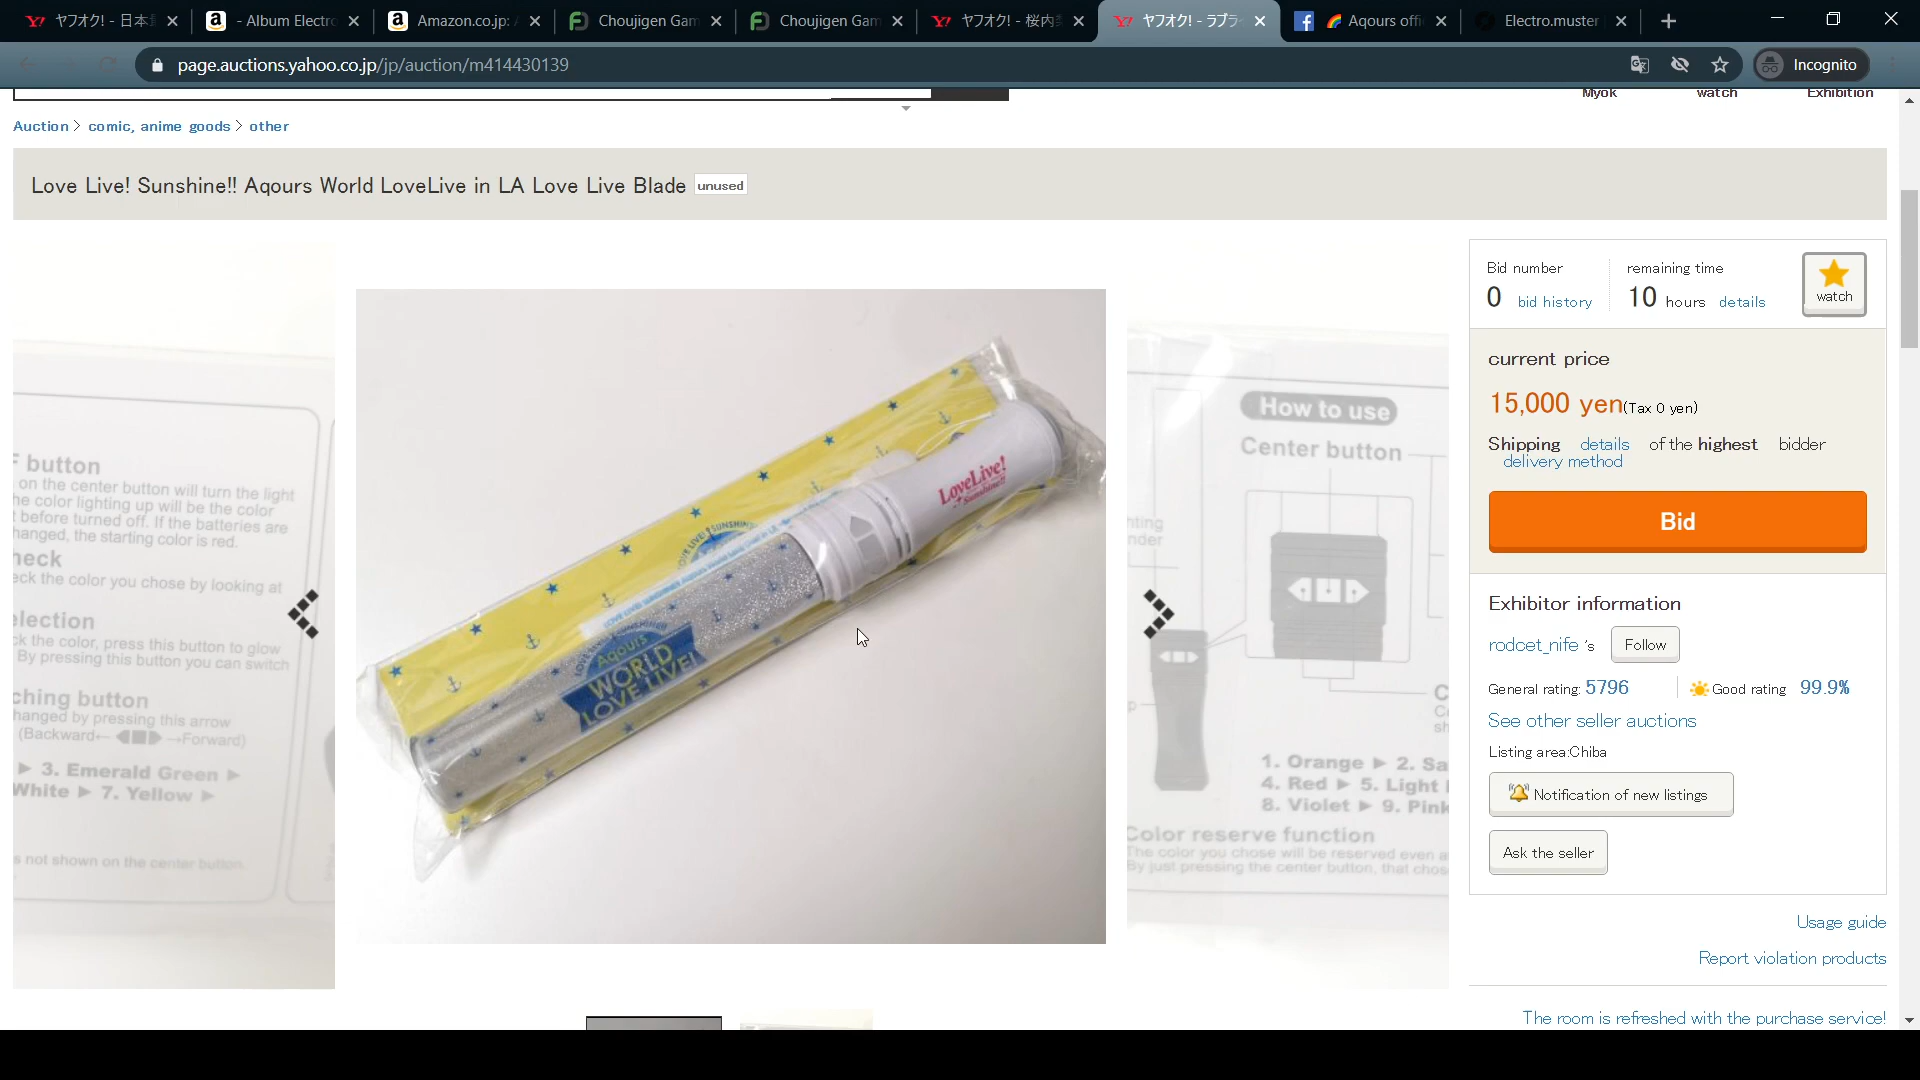 ヤフオク! - 日本
- Album Electro
Amazon.co.jp:
Choujigen Gam
Choujigen Gam
ヤフオク! - 桜内
ヤフオク! - ラブラ
Aqours offi
Electro.muster
page.auctions.yahoo.co.jp/jp/auction/m414430139
Incognito
Myok watch Exhibition
Auction > comic, anime goods > other
Love Live! Sunshine!! Aqours World LoveLive in LA Love Live Blade unused
Bid number
0 bid history
remaining time
10 hours details
watch
current price
15,000 yen(Tax 0 yen)
Shipping details of the highest bidder
delivery method
Bid
Exhibitor information
rodcet_nife 's Follow
General rating: 5796 Good rating 99.9%
See other seller auctions
Listing area:Chiba
Notification of new listings
Ask the seller
Usage guide
Report violation products
The room is refreshed with the purchase service!
button
on the center button will turn the light
he color lighting up will be the color
before turned off. If the batteries are
hanged, the starting color is red.
eck the color you chose by looking at
ck the color, press this button to glow
By pressing this button you can switch
ching button
hanged by pressing this arrow
(Backward← →Forward)
▶ 3. Emerald Green ▶
White ▶ 7. Yellow ▶
s not shown on the center button.
LoveLive!
Sunshine!!
Aqours
WORLD
LOVE LIVE!
How to use
Center button
1. Orange ▶ 2. Sa
4. Red ▶ 5. Light
8. Violet ▶ 9. Pink
Color reserve function
The color you chose will be reserved even a
By just pressing the center button, that chos